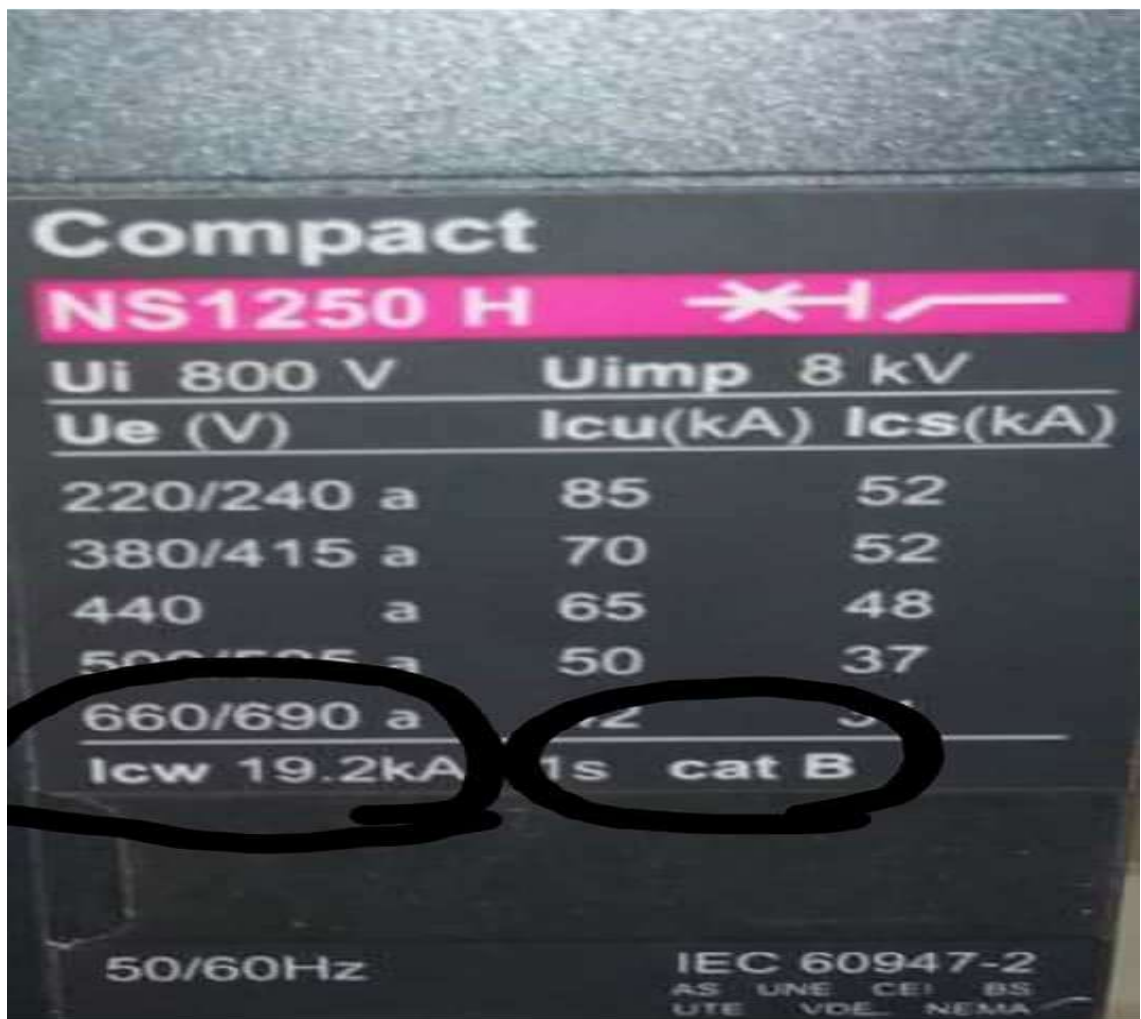 Compact
NS1250 H
Ui 800 V Uimp 8 kV
Ue (V) Icu(kA) Ics(kA)
220/240 a 85 52
380/415 a 70 52
440 a 65 48
a 50 37
660/690 a
Icw 19.2kA 1s cat B
50/60Hz
IEC 60947-2
AS UNE CEI BS
UTE VDE NEMA